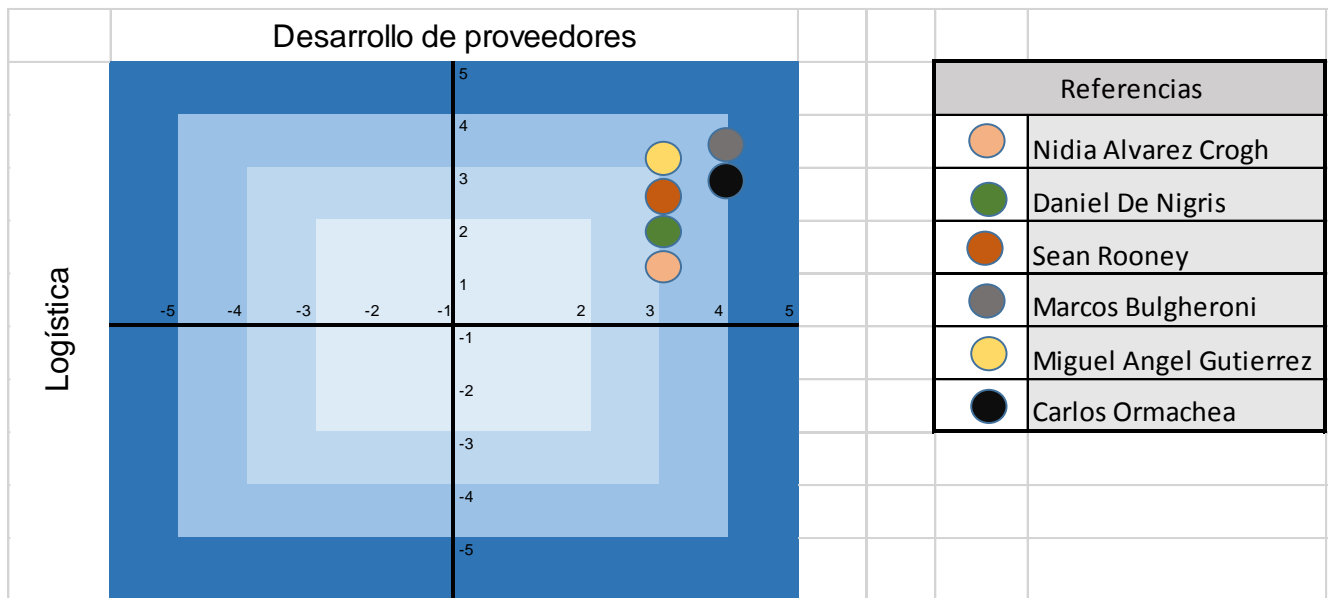 Desarrollo de proveedores
Logística
5
4
3
2
1
-5 -4 -3 -2 -1 2 3 4 5
-1
-2
-3
-4
-5
Referencias
Nidia Alvarez Crogh
Daniel De Nigris
Sean Rooney
Marcos Bulgheroni
Miguel Angel Gutierrez
Carlos Ormachea